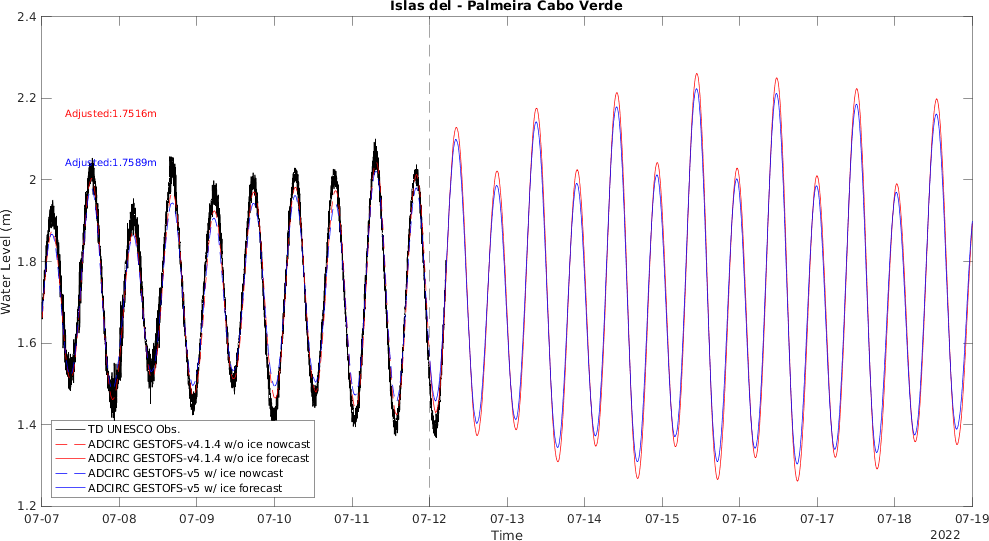 Islas del - Palmeira Cabo Verde
2.4
2.2
2
1.8
1.6
1.4
1.2
Water Level (m)
Adjusted:1.7516m
Adjusted:1.7589m
TD UNESCO Obs.
ADCIRC GESTOFS-v4.1.4 w/o ice nowcast
ADCIRC GESTOFS-v4.1.4 w/o ice forecast
ADCIRC GESTOFS-v5 w/ ice nowcast
ADCIRC GESTOFS-v5 w/ ice forecast
07-07 07-08 07-09 07-10 07-11 07-12 07-13 07-14 07-15 07-16 07-17 07-18 07-19
Time
2022